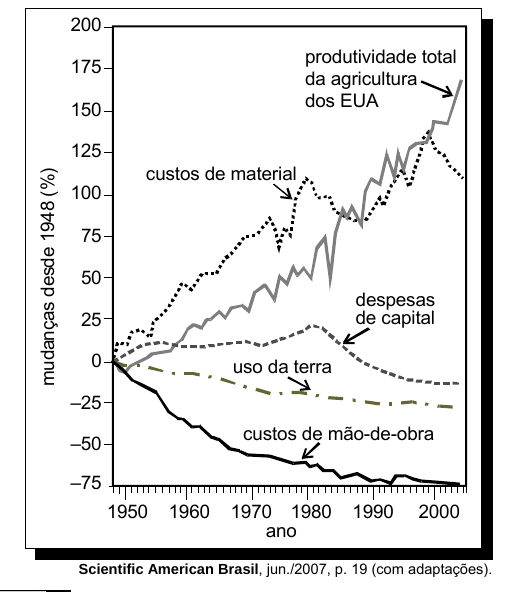 200
175
150
125
100
75
50
25
0
–25
–50
–75
mudanças desde 1948 (%)
produtividade total
da agricultura
dos EUA
custos de material
despesas
de capital
uso da terra
custos de mão-de-obra
1950 1960 1970 1980 1990 2000
ano
Scientific American Brasil, jun./2007, p. 19 (com adaptações).